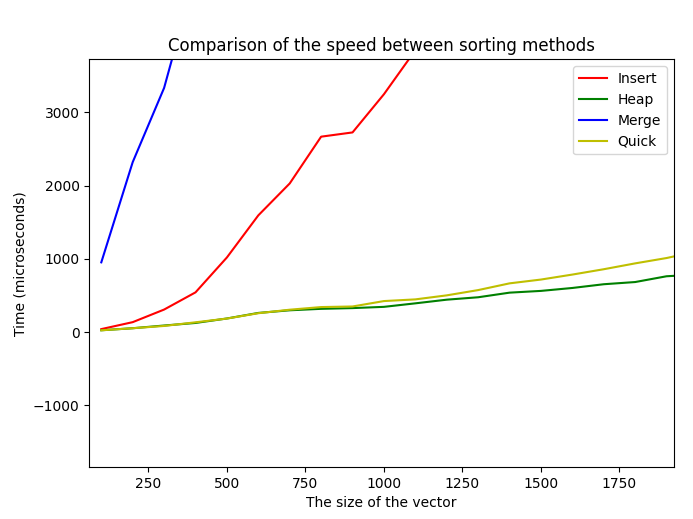 Comparison of the speed between sorting methods
Insert
Heap
Merge
Quick
Time (microseconds)
3000
2000
1000
0
−1000
250
500
750
1000
1250
1500
1750
The size of the vector